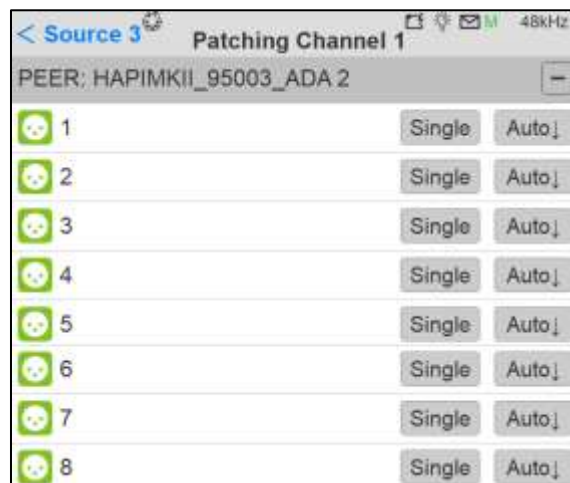 < Source 3 M 48kHz
Patching Channel 1
PEER: HAPIMKII_95003_ADA 2 −
1 Single Auto↓
2 Single Auto↓
3 Single Auto↓
4 Single Auto↓
5 Single Auto↓
6 Single Auto↓
7 Single Auto↓
8 Single Auto↓